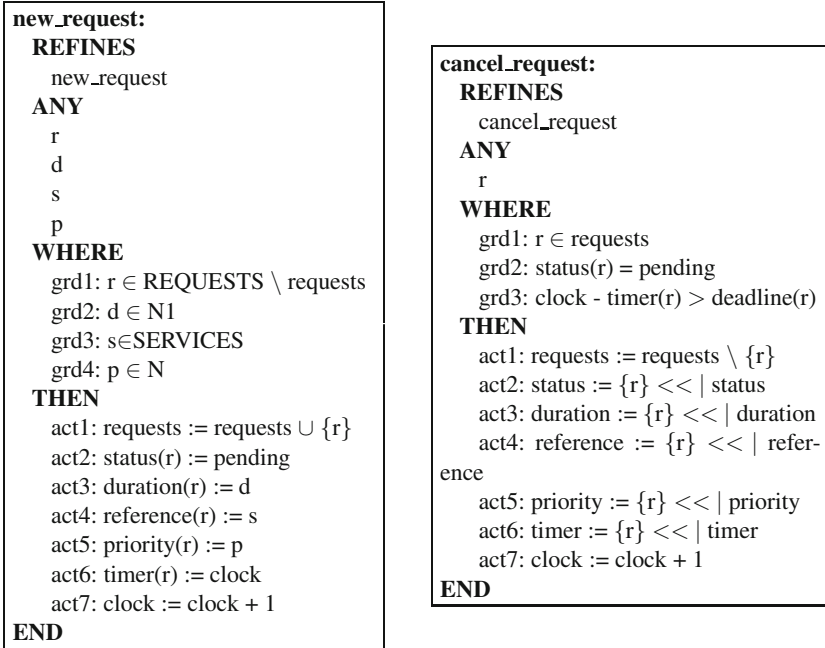 new_request:
REFINES
new_request
ANY
r
d
s
p
WHERE
grd1: r ∈ REQUESTS \ requests
grd2: d ∈ N1
grd3: s∈SERVICES
grd4: p ∈ N
THEN
act1: requests := requests ∪ {r}
act2: status(r) := pending
act3: duration(r) := d
act4: reference(r) := s
act5: priority(r) := p
act6: timer(r) := clock
act7: clock := clock + 1
END
cancel_request:
REFINES
cancel_request
ANY
r
WHERE
grd1: r ∈ requests
grd2: status(r) = pending
grd3: clock - timer(r) > deadline(r)
THEN
act1: requests := requests \ {r}
act2: status := {r} << | status
act3: duration := {r} << | duration
act4: reference := {r} << | refer-
ence
act5: priority := {r} << | priority
act6: timer := {r} << | timer
act7: clock := clock + 1
END